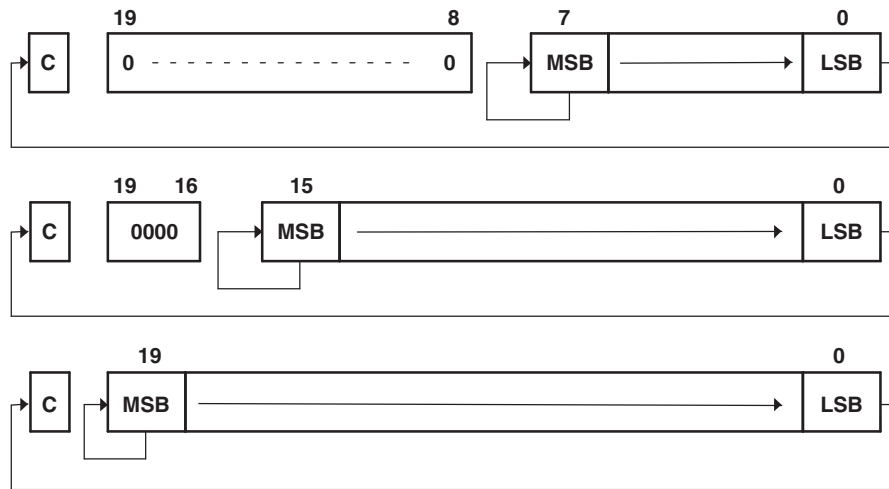 19 8 7 0
C 0 0 MSB LSB
19 16 15 0
C 0000 MSB LSB
19 0
C MSB LSB